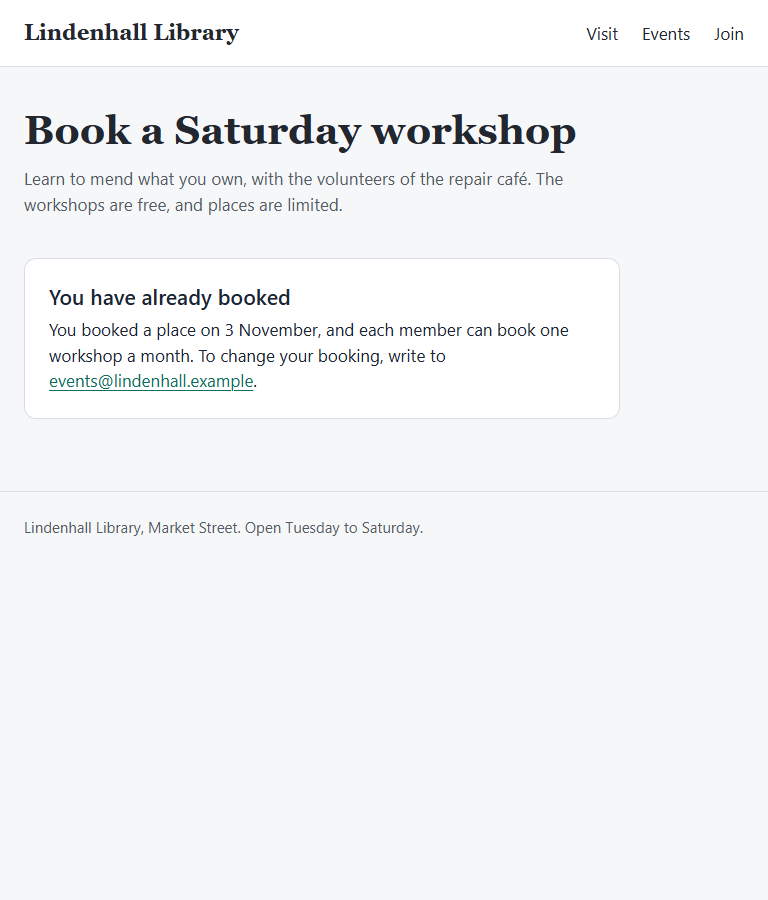 Lindenhall Library
Visit Events Join
Book a Saturday workshop
Learn to mend what you own, with the volunteers of the repair café. The
workshops are free, and places are limited.
You have already booked
You booked a place on 3 November, and each member can book one
workshop a month. To change your booking, write to
events@lindenhall.example.
Lindenhall Library, Market Street. Open Tuesday to Saturday.